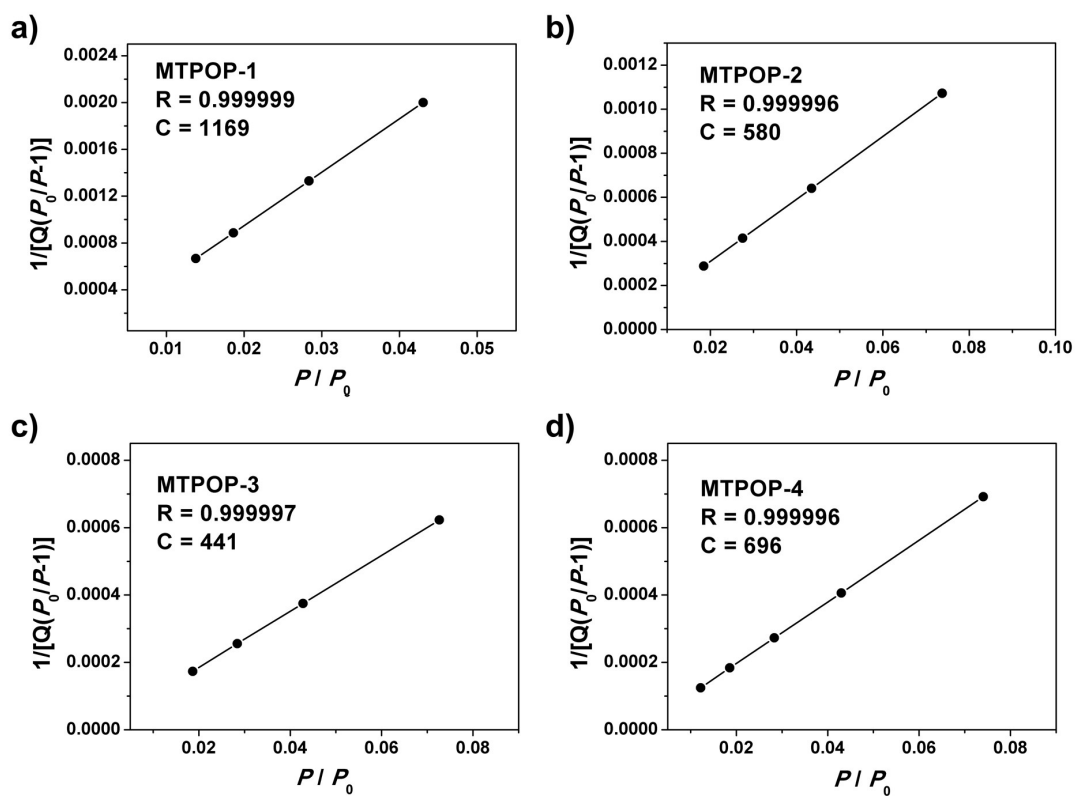 a)
MTPOP-1
R = 0.999999
C = 1169
0.0024
0.0020
0.0016
0.0012
0.0008
0.0004
1/[Q(P0/P-1)]
0.01 0.02 0.03 0.04 0.05
P / P0
b)
MTPOP-2
R = 0.999996
C = 580
0.0012
0.0010
0.0008
0.0006
0.0004
0.0002
0.0000
1/[Q(P0/P-1)]
0.02 0.04 0.06 0.08 0.10
P / P0
c)
MTPOP-3
R = 0.999997
C = 441
0.0008
0.0006
0.0004
0.0002
0.0000
1/[Q(P0/P-1)]
0.02 0.04 0.06 0.08
P / P0
d)
MTPOP-4
R = 0.999996
C = 696
0.0008
0.0006
0.0004
0.0002
0.0000
1/[Q(P0/P-1)]
0.02 0.04 0.06 0.08
P / P0